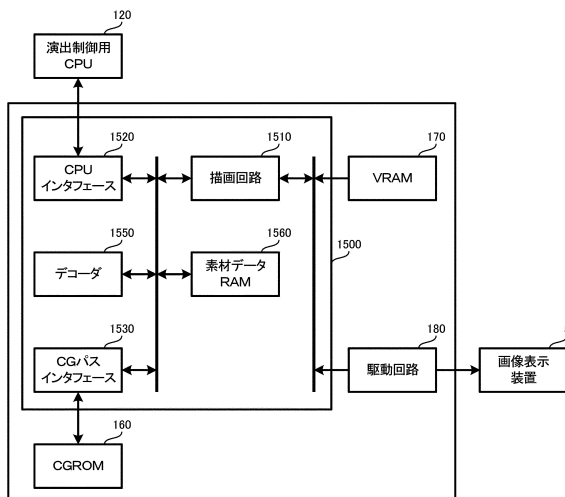 120
演出制御用
CPU
1520
CPU
インタフェース
1510
描画回路
170
VRAM
1550
デコーダ
1560
素材データ
RAM
1500
1530
CGバス
インタフェース
180
駆動回路
画像表示
装置
160
CGROM